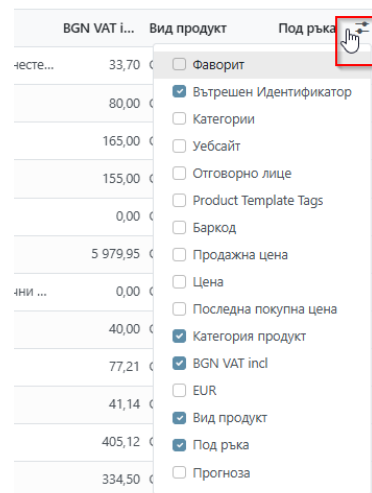 BGN VAT i... Вид продукт Под ръка
несте... 33,70
Фаворит
80,00
Вътрешен Идентификатор
Категории
165,00
Уебсайт
155,00
Отговорно лице
Product Template Tags
0,00
Баркод
5 979,95
Продажна цена
Цена
чни ... 0,00
Последна покупна цена
40,00
Категория продукт
77,21
BGN VAT incl
EUR
41,14
Вид продукт
405,12
Под ръка
334,50
Прогноза